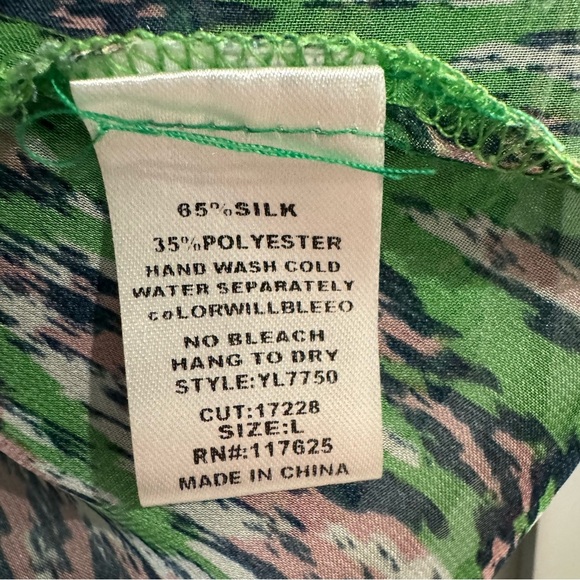 65%SILK
35%POLYESTER
HAND WASH COLD
WATER SEPARATELY
coLORWILLBLEEO
NO BLEACH
HANG TO DRY
STYLE:YL7750
CUT:17228
SIZE:L
RN#:117625
MADE IN CHINA